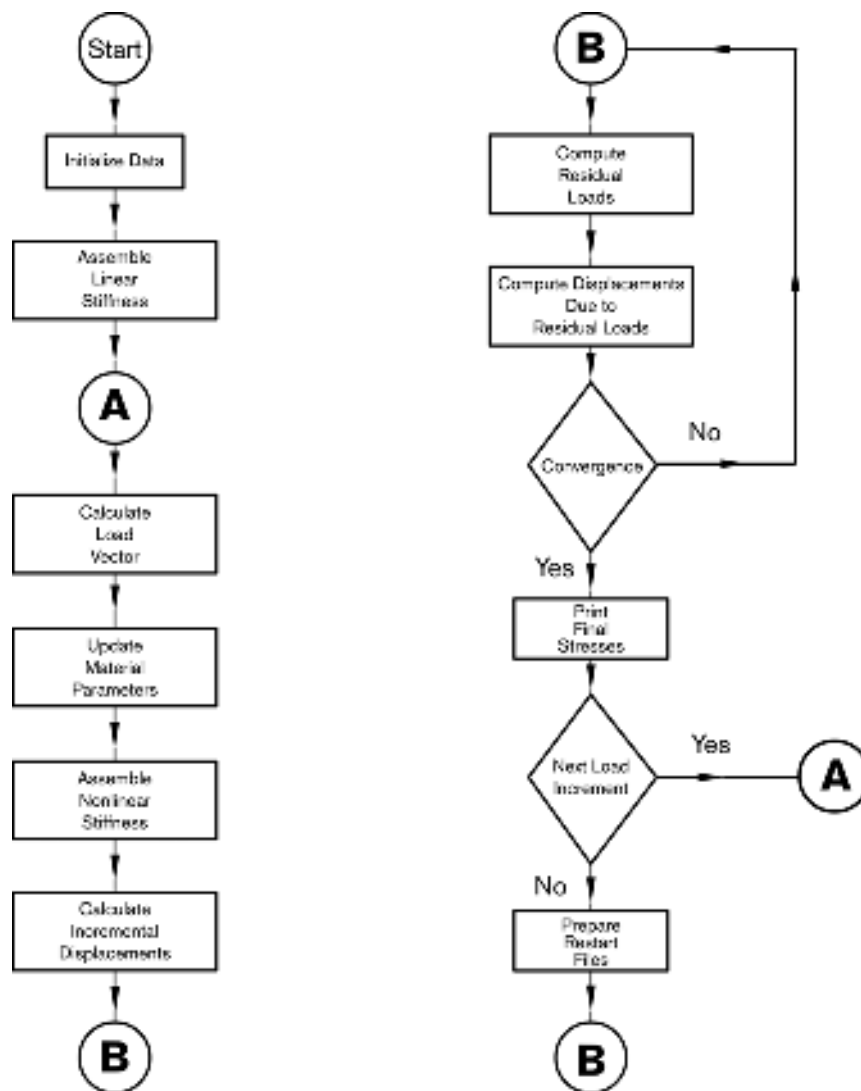 Start
Initialize Data
Assemble
Linear
Stiffness
A
Calculate
Load
Vector
Update
Material
Parameters
Assemble
Nonlinear
Stiffness
Calculate
Incremental
Displacements
B
B
Compute
Residual
Loads
Compute Displacements
Due to
Residual Loads
Convergence
No
Yes
Print
Final
Stresses
Next Load
Increment
Yes
A
No
Prepare
Restart
Files
B